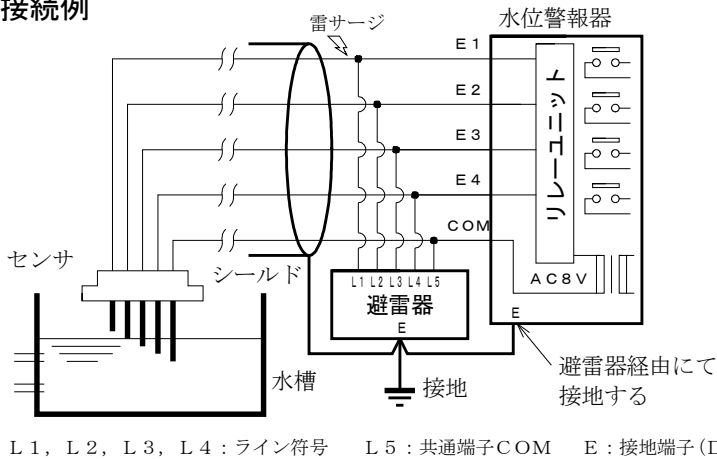 接続例
雷サージ
水位警報器
E1
E2
E3
E4
COM
リレーユニット
センサ
シールド
L1 L2 L3 L4 L5
避雷器
E
AC8V
E
水槽
接地
避雷器経由にて
接地する
L1, L2, L3, L4:ライン符号 L5:共通端子COM E:接地端子(D